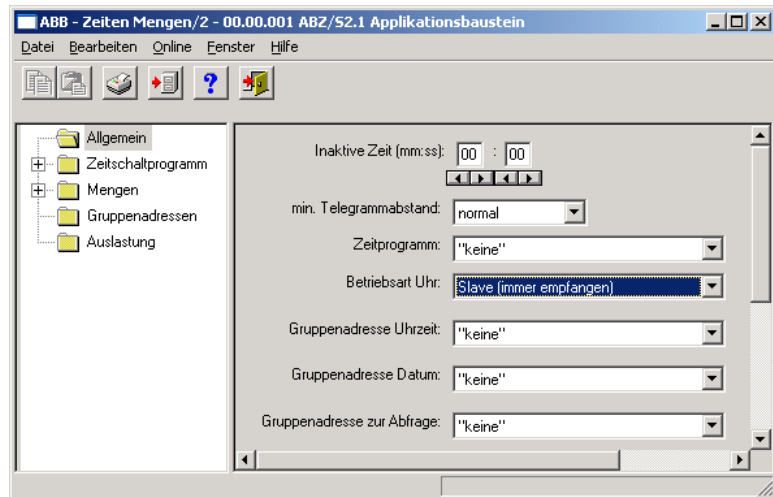 ABB - Zeiten Mengen/2 - 00.00.001 ABZ/S2.1 Applikationsbaustein
Datei Bearbeiten Online Fenster Hilfe
Allgemein
Zeitschaltprogramm
Mengen
Gruppenadressen
Auslastung
Inaktive Zeit (mm:ss): 00 : 00
min. Telegrammabstand: normal
Zeitprogramm: "keine"
Betriebsart Uhr: Slave (immer empfangen)
Gruppenadresse Uhrzeit: "keine"
Gruppenadresse Datum: "keine"
Gruppenadresse zur Abfrage: "keine"